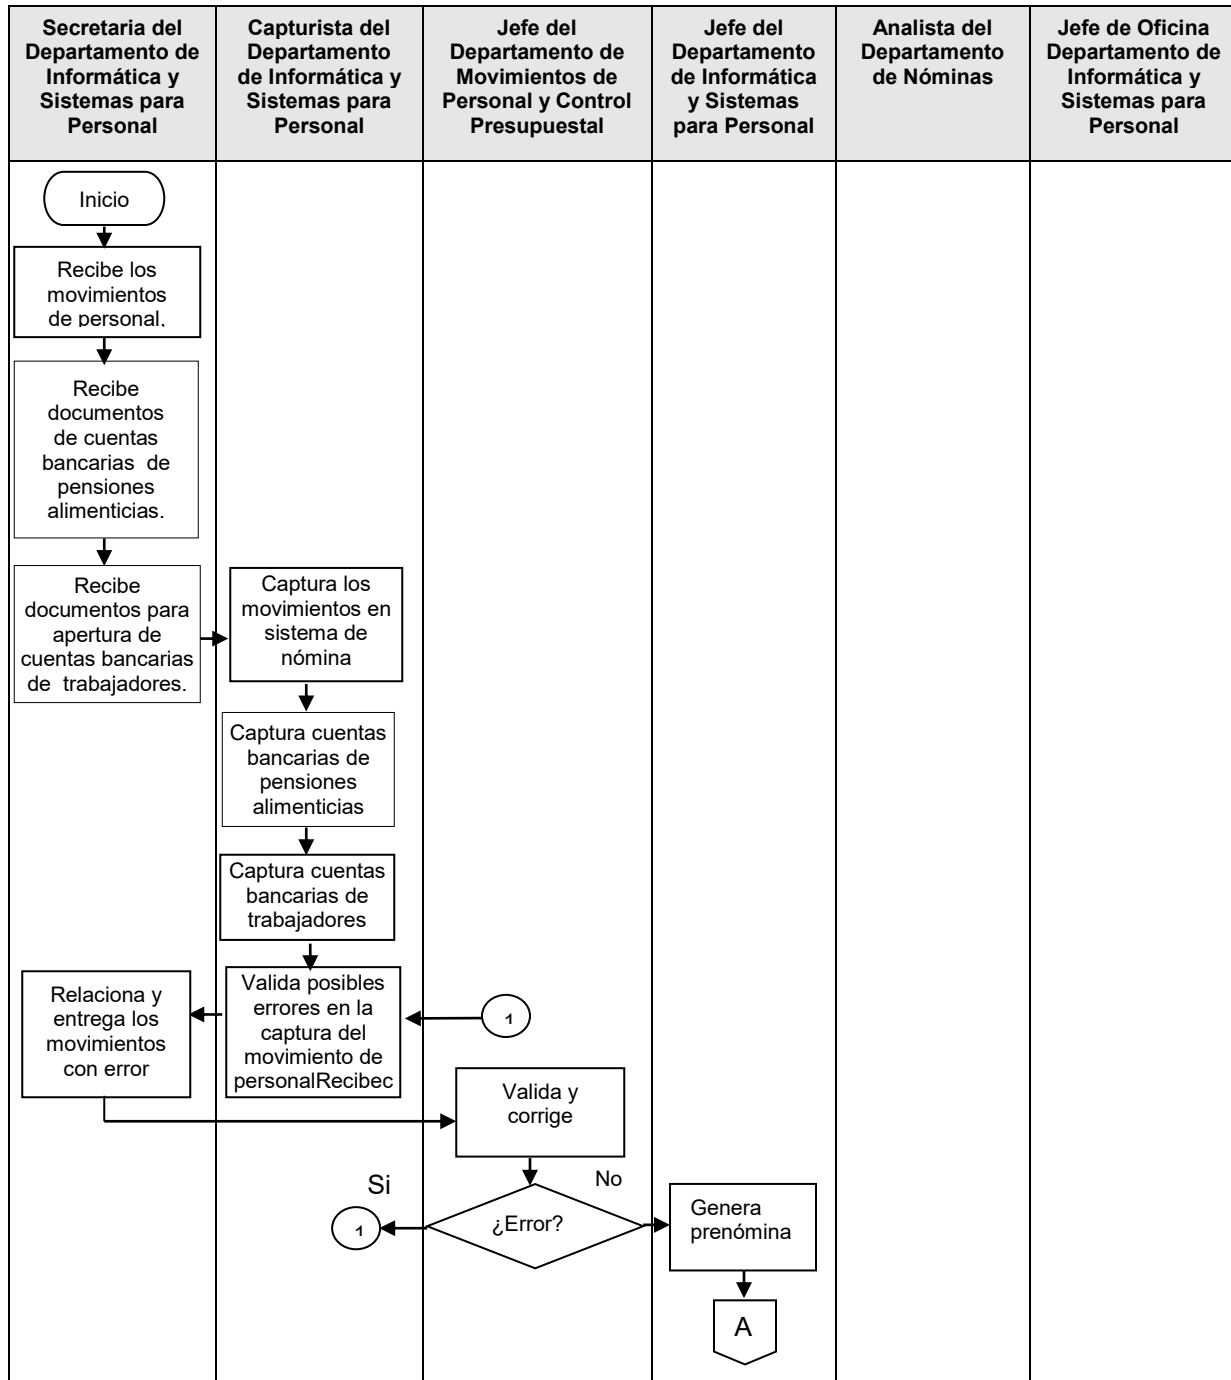 Secretaria del
Departamento de
Informática y
Sistemas para
Personal
Capturista del
Departamento
de Informática y
Sistemas para
Personal
Jefe del
Departamento de
Movimientos de
Personal y Control
Presupuestal
Jefe del
Departamento
de Informática
y Sistemas
para Personal
Analista del
Departamento
de Nóminas
Jefe de Oficina
Departamento de
Informática y
Sistemas para
Personal
Inicio
Recibe los
movimientos
de personal,
Recibe
documentos
de cuentas
bancarias de
pensiones
alimenticias.
Recibe
documentos para
apertura de
cuentas bancarias
de trabajadores.
Captura los
movimientos en
sistema de
nómina
Captura cuentas
bancarias de
pensiones
alimenticias
Captura cuentas
bancarias de
trabajadores
Valida posibles
errores en la
captura del
movimiento de
personalRecibec
1
Relaciona y
entrega los
movimientos
con error
Valida y
corrige
¿Error?
Si
1
No
Genera
prenómina
A